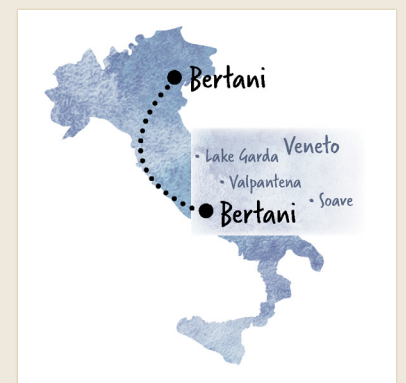 Bertani
Veneto
• Lake Garda
• Valpantena
• Soave
Bertani